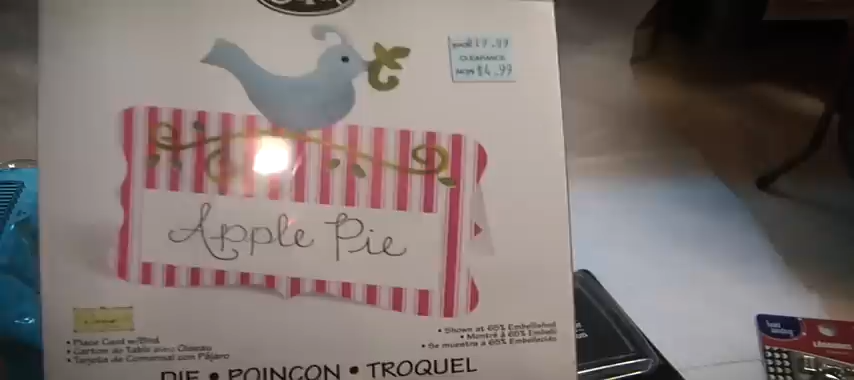 CLEARANCE
NOW $4.99
Apple Pie
• Place Card w/Bird
• Carton de Table avec Oiseau
• Tarjeta de Comensal con Pájaro
• Shown at 65% Embellished
• Montré à 65% Embelli
• Se muestra a 65% Embellecido
DIE • POINÇON • TROQUEL